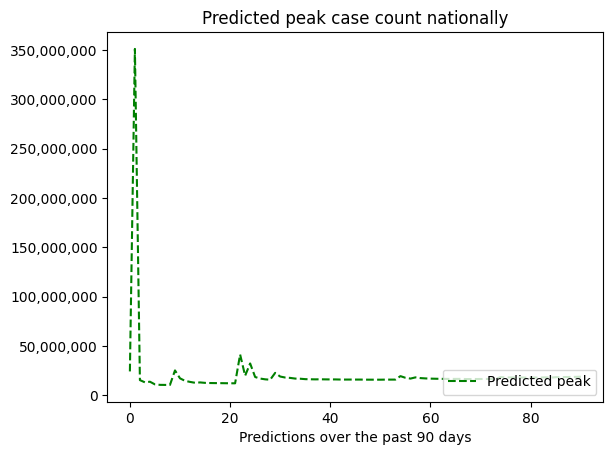 Predicted peak case count nationally
350,000,000
300,000,000
250,000,000
200,000,000
150,000,000
100,000,000
50,000,000
0
Predicted peak
0 20 40 60 80
Predictions over the past 90 days